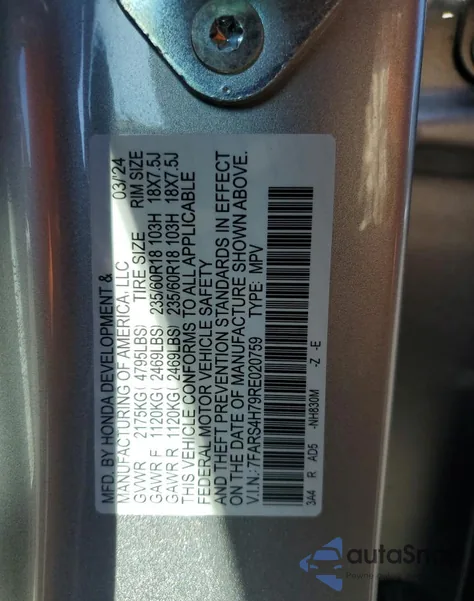 MFD. BY HONDA DEVELOPMENT &
MANUFACTURING OF AMERICA, LLC 03/'24
GVWR 2175KG( 4795LBS) TIRE SIZE RIM SIZE
GAWR F 1120KG( 2469LBS) 235/60R18 103H 18X7.5J
GAWR R 1120KG( 2469LBS) 235/60R18 103H 18X7.5J
THIS VEHICLE CONFORMS TO ALL APPLICABLE
FEDERAL MOTOR VEHICLE SAFETY
AND THEFT PREVENTION STANDARDS IN EFFECT
ON THE DATE OF MANUFACTURE SHOWN ABOVE.
V.I.N.: 7FARS4H79RE020759 TYPE: MPV
344 R AD5 -NH830M -Z -E